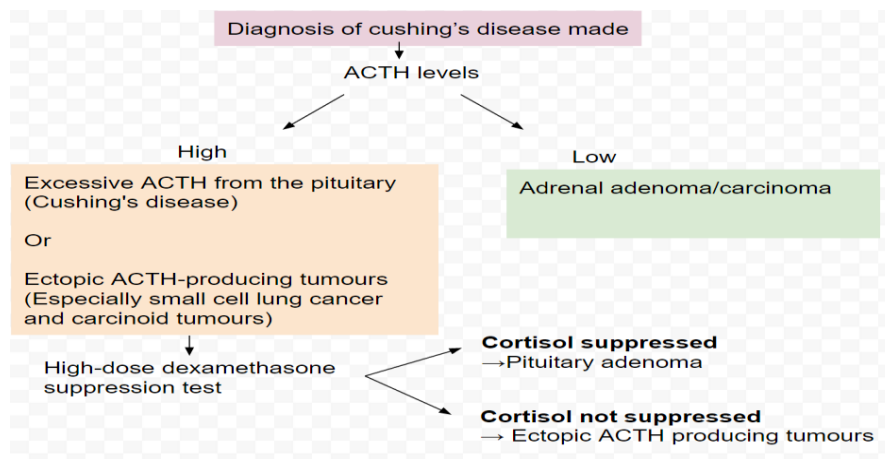 Diagnosis of cushing's disease made
ACTH levels
High
Low
Excessive ACTH from the pituitary
(Cushing's disease)
Or
Ectopic ACTH-producing tumours
(Especially small cell lung cancer
and carcinoid tumours)
Adrenal adenoma/carcinoma
High-dose dexamethasone
suppression test
Cortisol suppressed
→Pituitary adenoma
Cortisol not suppressed
→ Ectopic ACTH producing tumours